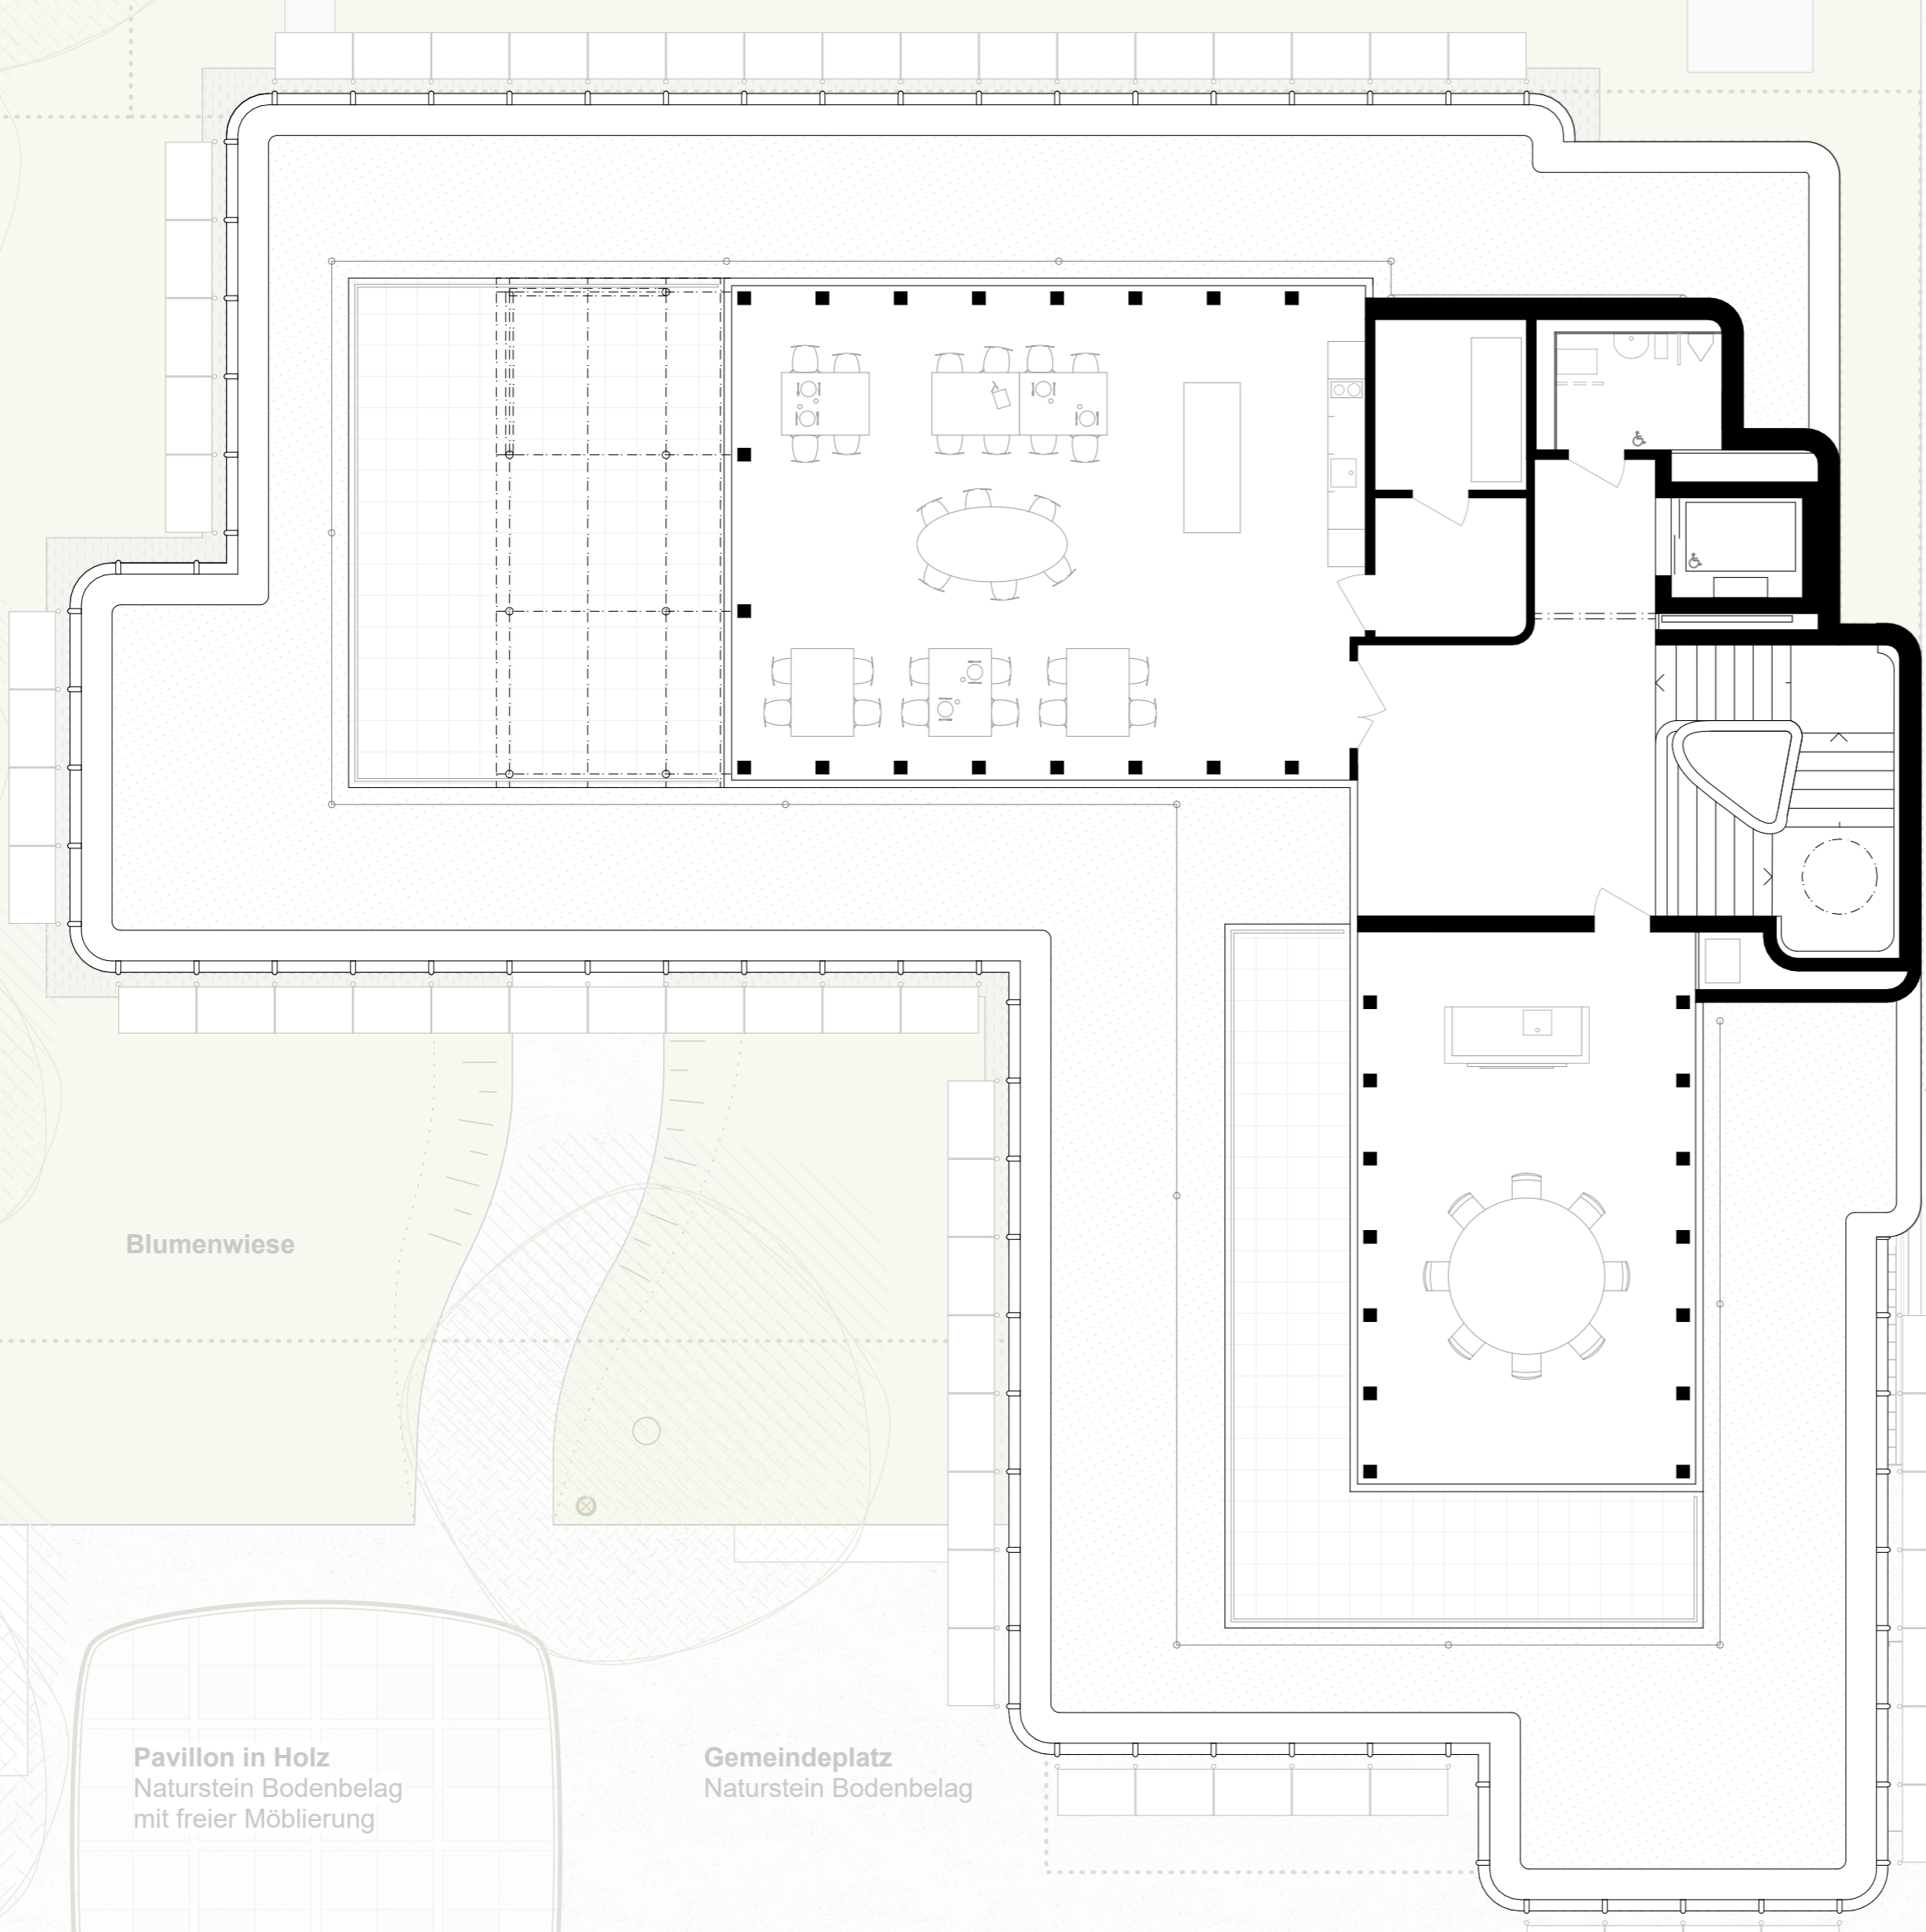 Blumenwiese
Pavillon in Holz
Naturstein Bodenbelag
mit freier Möblierung
Gemeindeplatz
Naturstein Bodenbelag